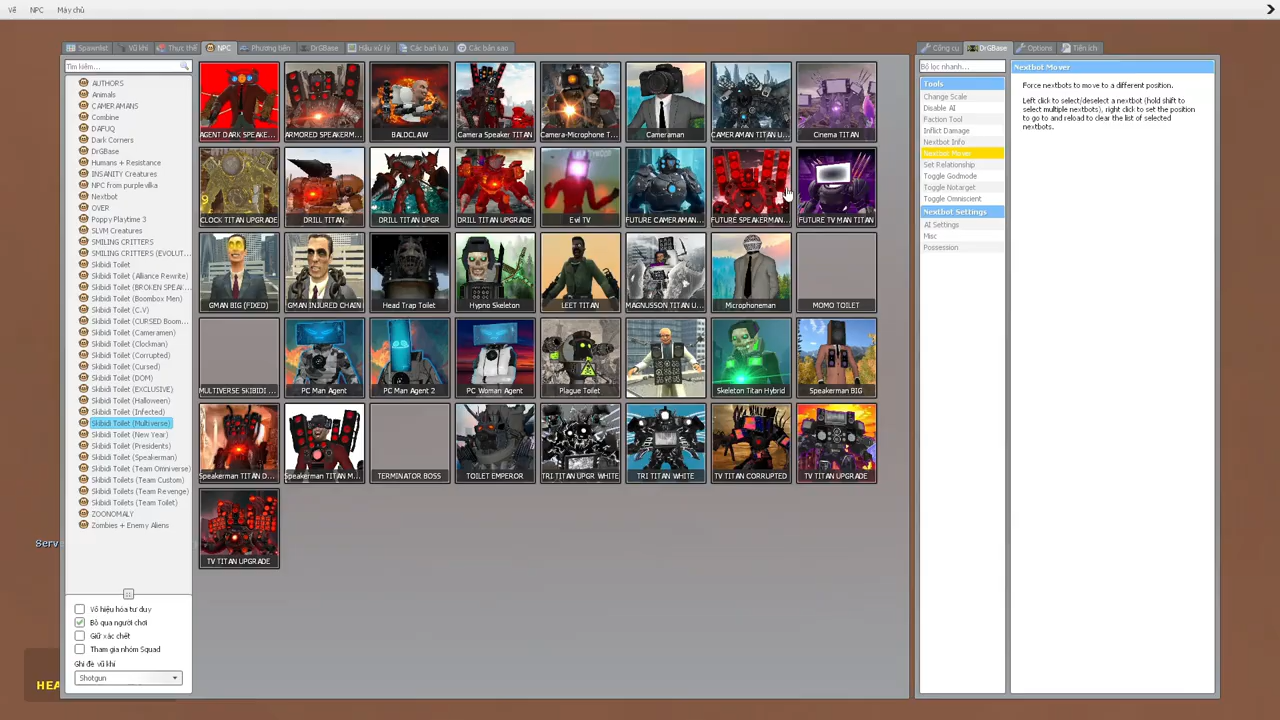 Vẽ NPC Máy chủ
Spawnlist Vũ khí Thực thể NPC Phương tiện DrGBase Hậu xử lý Các bản lưu Các bản sao
Công cụ DrGBase Options Tiện ích
Tìm kiếm...
AUTHORS
Animals
CAMERAMANS
Combine
DAFUQ
Dark Corners
DrGBase
Humans + Resistance
INSANITY Creatures
NPC from purplevilka
Nextbot
OVER
Poppy Playtime 3
SLVM Creatures
SMILING CRITTERS
SMILING CRITTERS (EVOLUT...
Skibidi Toilet
Skibidi Toilet (Alliance Rewrite)
Skibidi Toilet (BROKEN SPEAK...
Skibidi Toilet (Boombox Men)
Skibidi Toilet (C.V)
Skibidi Toilet (CURSED Boom...
Skibidi Toilet (Cameramen)
Skibidi Toilet (Clockman)
Skibidi Toilet (Corrupted)
Skibidi Toilet (Cursed)
Skibidi Toilet (DOM)
Skibidi Toilet (EXCLUSIVE)
Skibidi Toilet (Halloween)
Skibidi Toilet (Infected)
Skibidi Toilet (Multiverse)
Skibidi Toilet (New Year)
Skibidi Toilet (Presidents)
Skibidi Toilet (Speakerman)
Skibidi Toilet (Team Omniverse)
Skibidi Toilets (Team Custom)
Skibidi Toilets (Team Revenge)
Skibidi Toilets (Team Toilet)
ZOONOMALY
Zombies + Enemy Aliens
Vô hiệu hóa tư duy
Bỏ qua người chơi
Giữ xác chết
Tham gia nhóm Squad
Ghi đè vũ khí
Shotgun
AGENT DARK SPEAKE... ARMORED SPEAKERM... BALDCLAW Camera Speaker TITAN Camera-Microphone T... Cameraman CAMERAMAN TITAN U... Cinema TITAN
CLOCK TITAN UPGRADE DRILL TITAN DRILL TITAN UPGR DRILL TITAN UPGRADE Evil TV FUTURE CAMERAMAN... FUTURE SPEAKERMAN... FUTURE TV MAN TITAN
GMAN BIG (FIXED) GMAN INJURED CHAIN Head Trap Toilet Hypno Skeleton LEET TITAN MAGNUSSON TITAN U... Microphoneman MOMO TOILET
MULTIVERSE SKIBIDI ... PC Man Agent PC Man Agent 2 PC Woman Agent Plague Toilet Skeleton Titan Hybrid Speakerman BIG
Speakerman TITAN D... Speakerman TITAN M... TERMINATOR BOSS TOILET EMPEROR TRI TITAN UPGR WHITE TRI TITAN WHITE TV TITAN CORRUPTED TV TITAN UPGRADE
TV TITAN UPGRADE
Bộ lọc nhanh...
Tools
Change Scale
Disable AI
Faction Tool
Inflict Damage
Nextbot Info
Nextbot Mover
Set Relationship
Toggle Godmode
Toggle Notarget
Toggle Omniscient
Nextbot Settings
AI Settings
Misc
Possession
Nextbot Mover
Force nextbots to move to a different position.
Left click to select/deselect a nextbot (hold shift to
select multiple nextbots), right click to set the position
to go to and reload to clear the list of selected
nextbots.
Serv
HEA